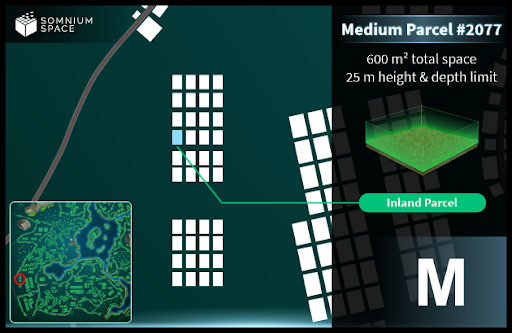 SOMNIUM
SPACE
Medium Parcel #2077
600 m² total space
25 m height & depth limit
Inland Parcel
M